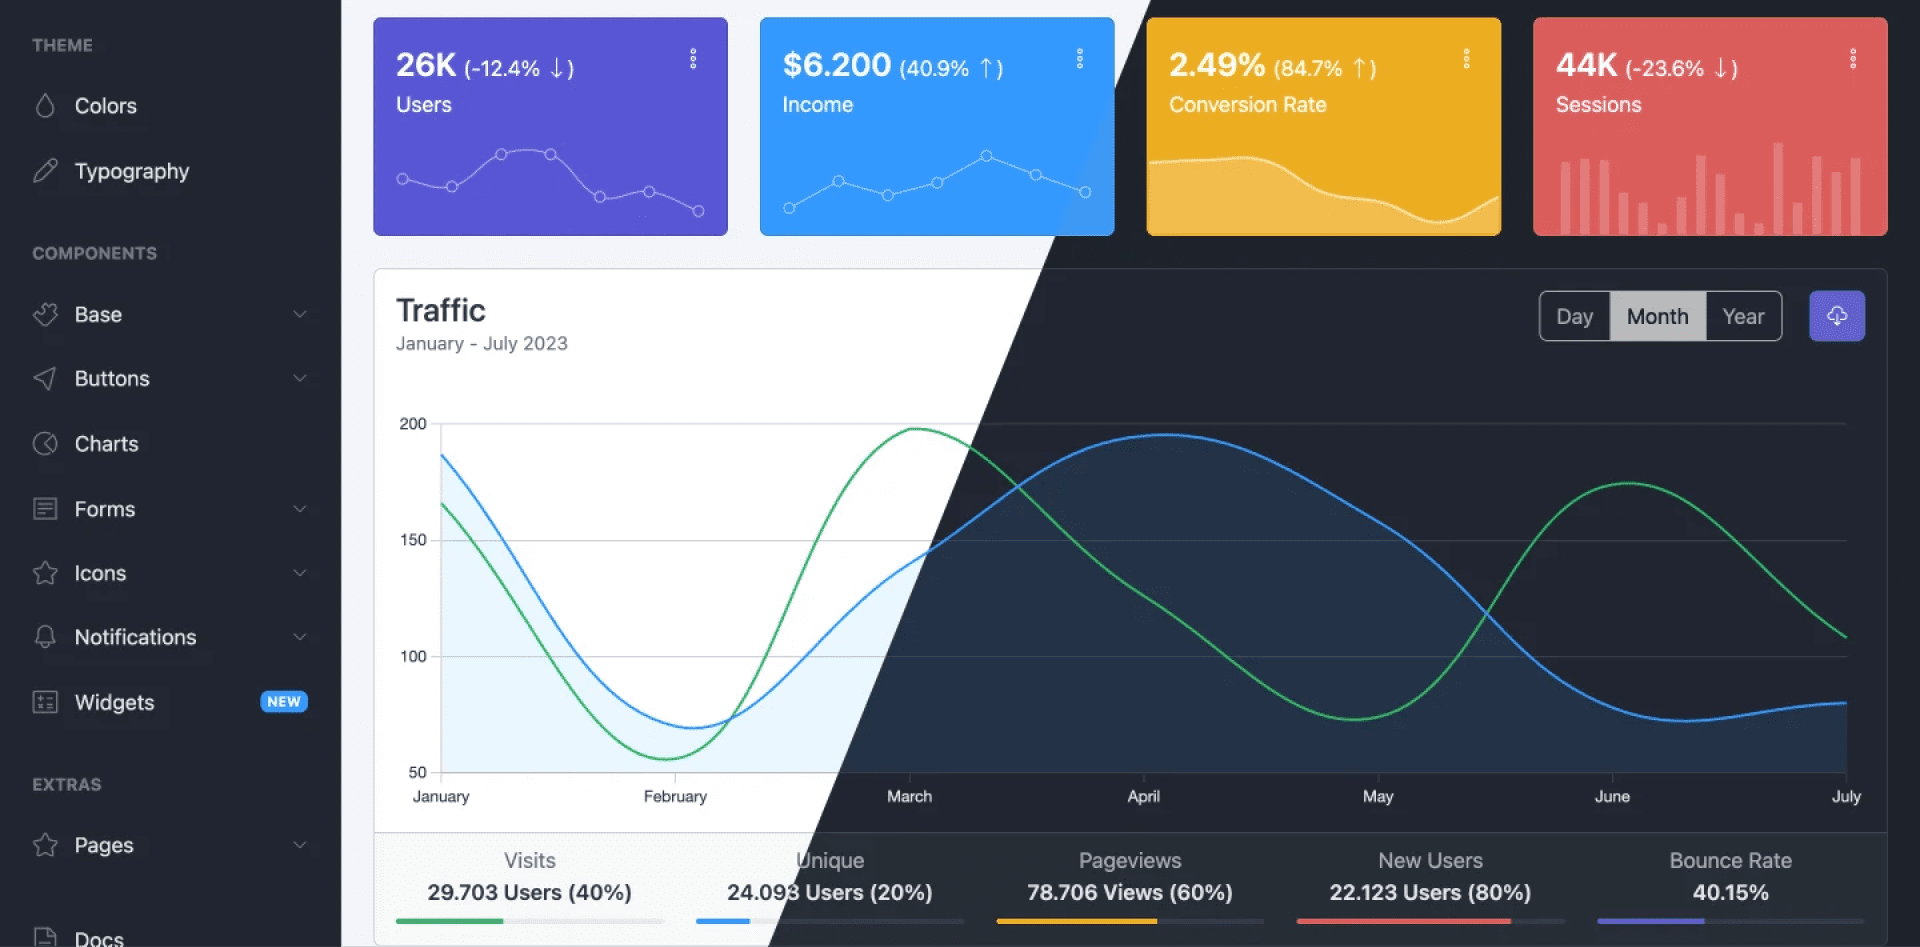 THEME
Colors
Typography
COMPONENTS
Base
Buttons
Charts
Forms
Icons
Notifications
Widgets NEW
EXTRAS
Pages
Docs
26K (-12.4% ↓)
Users
$6.200 (40.9% ↑)
Income
2.49% (84.7% ↑)
Conversion Rate
44K (-23.6% ↓)
Sessions
Traffic
January - July 2023
Day Month Year
200
150
100
50
January February March April May June July
Visits
29.703 Users (40%)
Unique
24.093 Users (20%)
Pageviews
78.706 Views (60%)
New Users
22.123 Users (80%)
Bounce Rate
40.15%